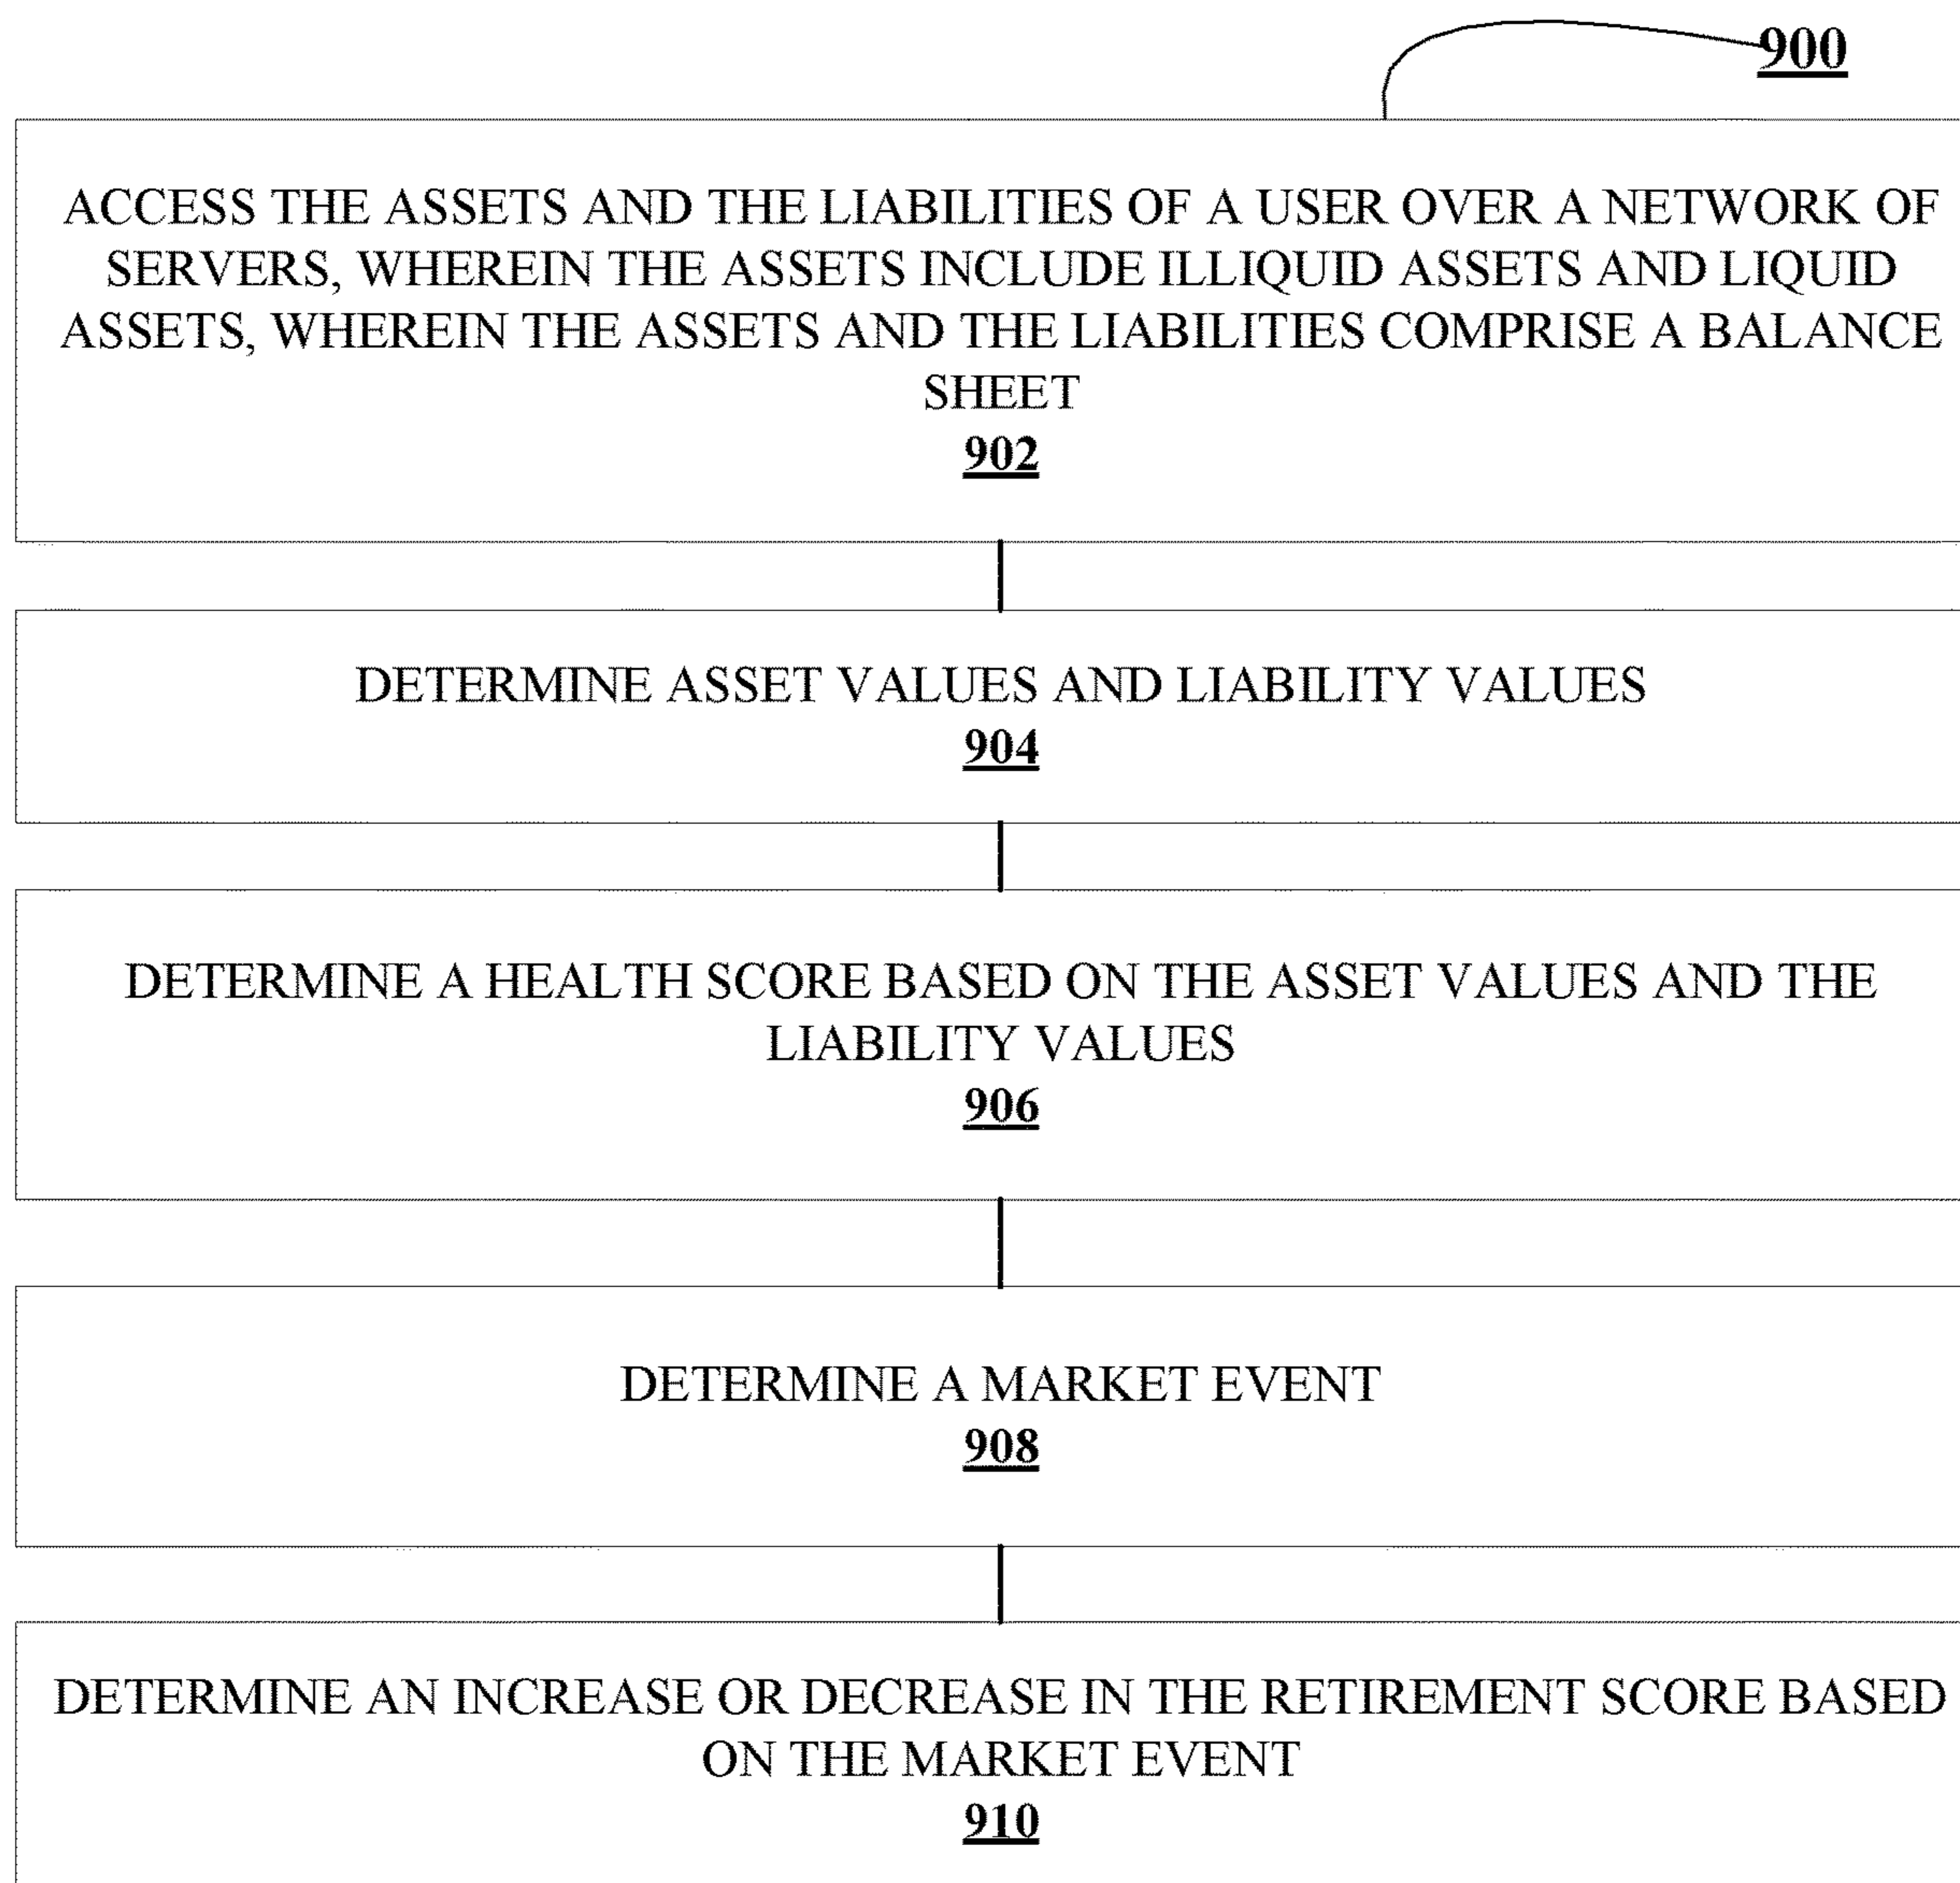 900
ACCESS THE ASSETS AND THE LIABILITIES OF A USER OVER A NETWORK OF
SERVERS, WHEREIN THE ASSETS INCLUDE ILLIQUID ASSETS AND LIQUID
ASSETS, WHEREIN THE ASSETS AND THE LIABILITIES COMPRISE A BALANCE
SHEET
902
DETERMINE ASSET VALUES AND LIABILITY VALUES
904
DETERMINE A HEALTH SCORE BASED ON THE ASSET VALUES AND THE
LIABILITY VALUES
906
DETERMINE A MARKET EVENT
908
DETERMINE AN INCREASE OR DECREASE IN THE RETIREMENT SCORE BASED
ON THE MARKET EVENT
910